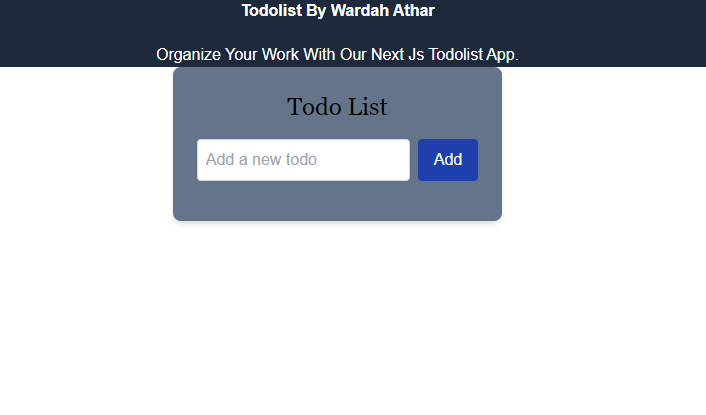 Todolist By Wardah Athar
Organize Your Work With Our Next Js Todolist App.
Todo List
Add a new todo
Add